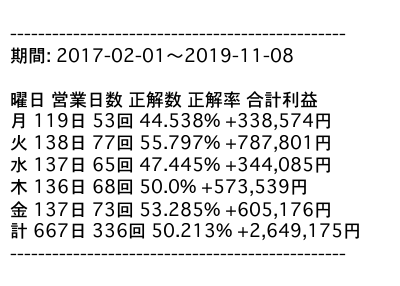 ------------------------------------------------
期間: 2017-02-01〜2019-11-08
曜日 営業日数 正解数 正解率 合計利益
月 119日 53回 44.538% +338,574円
火 138日 77回 55.797% +787,801円
水 137日 65回 47.445% +344,085円
木 136日 68回 50.0% +573,539円
金 137日 73回 53.285% +605,176円
計 667日 336回 50.213% +2,649,175円
------------------------------------------------